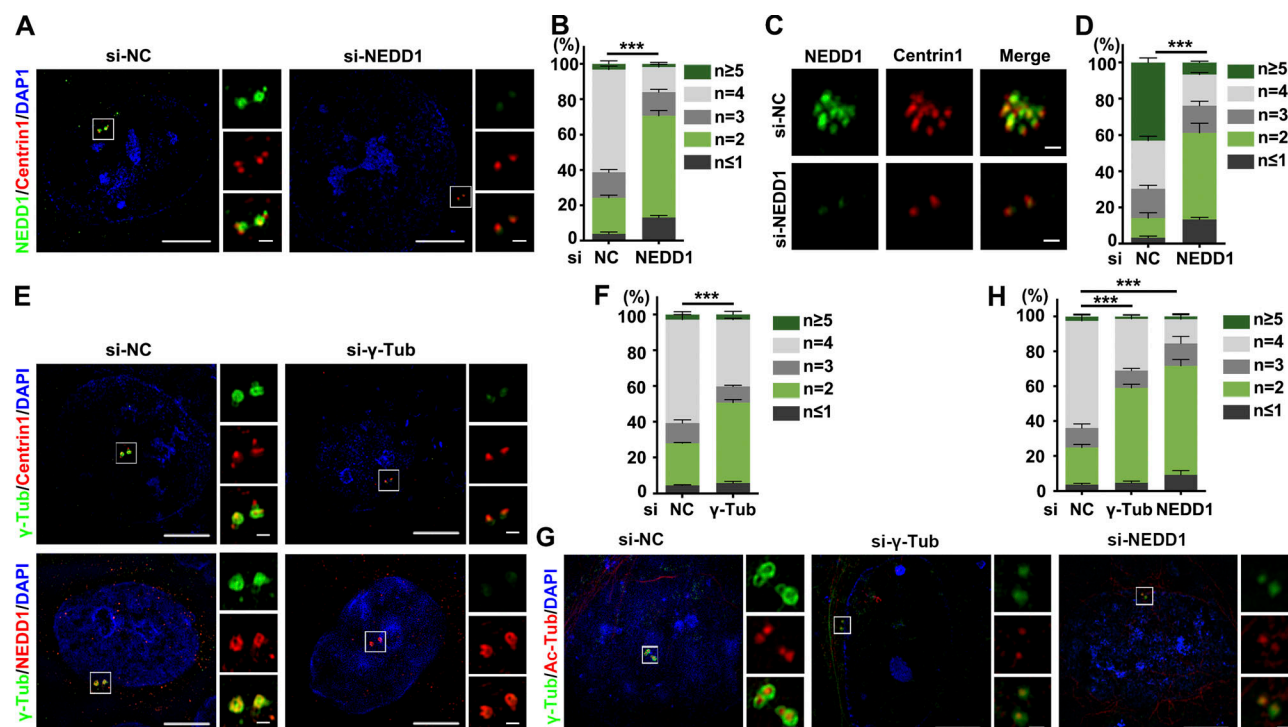 A
si-NC
si-NEDD1
NEDD1/Centrin1/DAP1
B
(%)
***
100
80
60
40
20
0
si NC NEDD1
n≥5
n=4
n=3
n=2
n≤1
C
NEDD1 Centrin1 Merge
si-NC
si-NEDD1
D
(%)
***
100
80
60
40
20
0
si NC NEDD1
n≥5
n=4
n=3
n=2
n≤1
E
si-NC
si-γ-Tub
γ-Tub/Centrin1/DAPI
γ-Tub/NEDD1/DAPI
F
(%)
***
100
80
60
40
20
0
si NC γ-Tub
n≥5
n=4
n=3
n=2
n≤1
H
(%)
***
***
100
80
60
40
20
0
si NC γ-Tub NEDD1
n≥5
n=4
n=3
n=2
n≤1
G
si-NC
si-γ-Tub
si-NEDD1
γ-Tub/Ac-Tub/DAPI